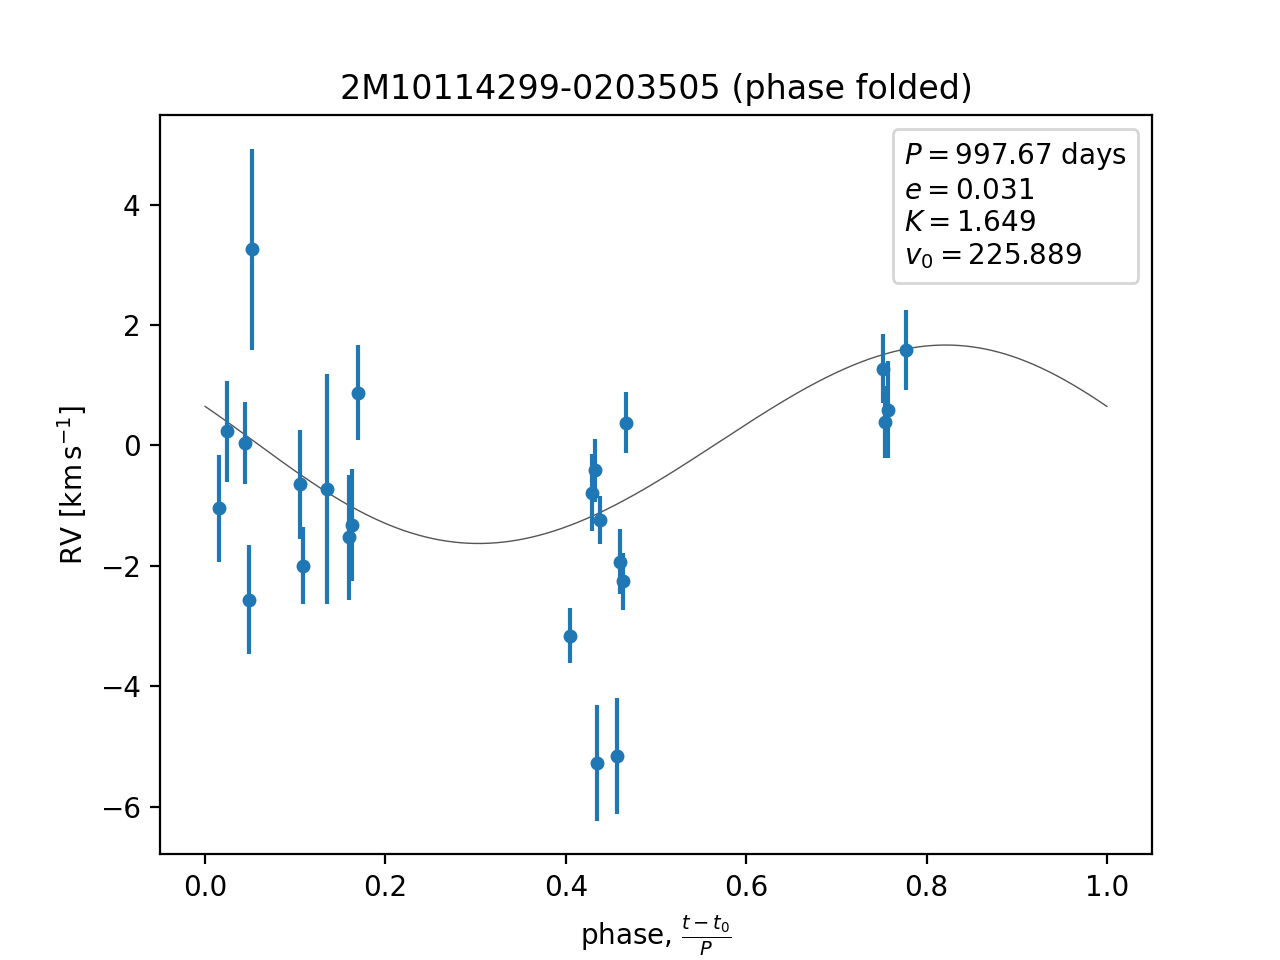 2M10114299-0203505 (phase folded)
P = 997.67 days
e = 0.031
K = 1.649
v₀ = 225.889
RV [km s⁻¹]
4
2
0
−2
−4
−6
0.0 0.2 0.4 0.6 0.8 1.0
phase, (t − t₀)/P